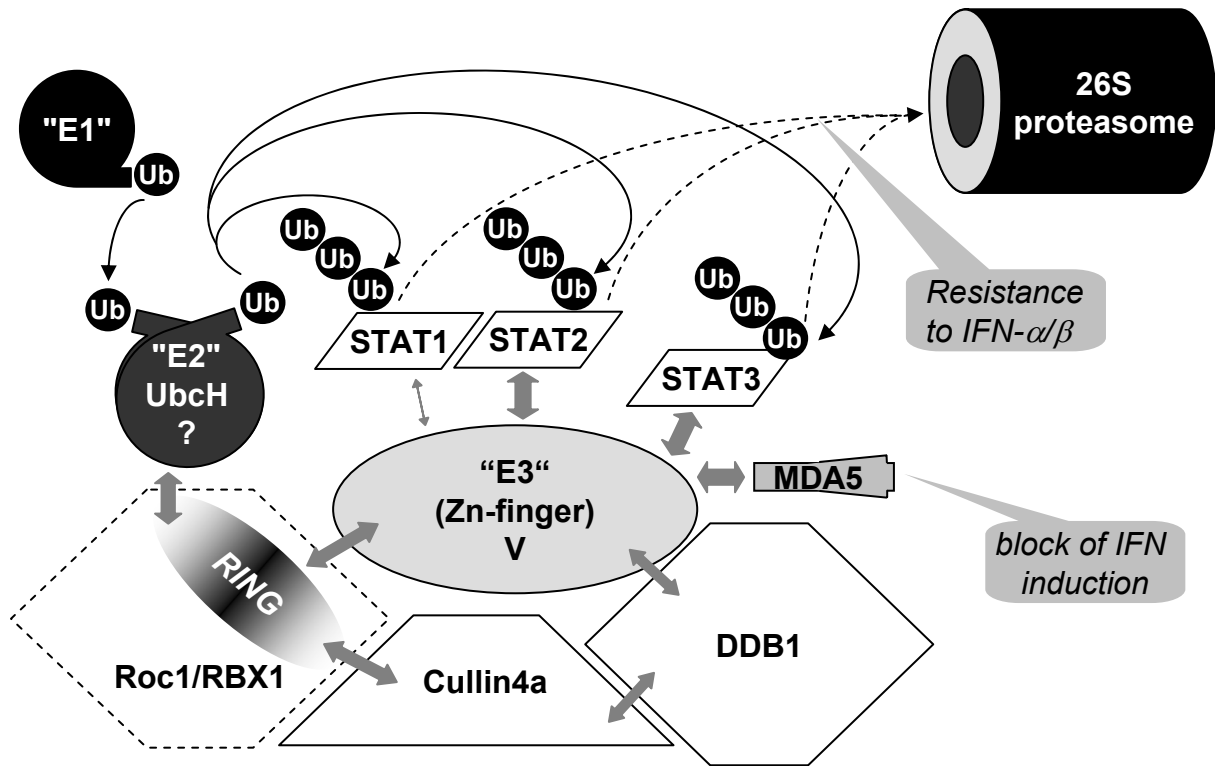 "E1"
Ub
26S
proteasome
Ub
Ub
Ub
Ub
Ub
Ub
Ub
Ub
Ub
Ub
Ub
STAT1
STAT2
STAT3
Resistance
to IFN-α/β
"E2"
UbcH
?
“E3“
(Zn-finger)
V
MDA5
block of IFN
induction
RING
Roc1/RBX1
Cullin4a
DDB1